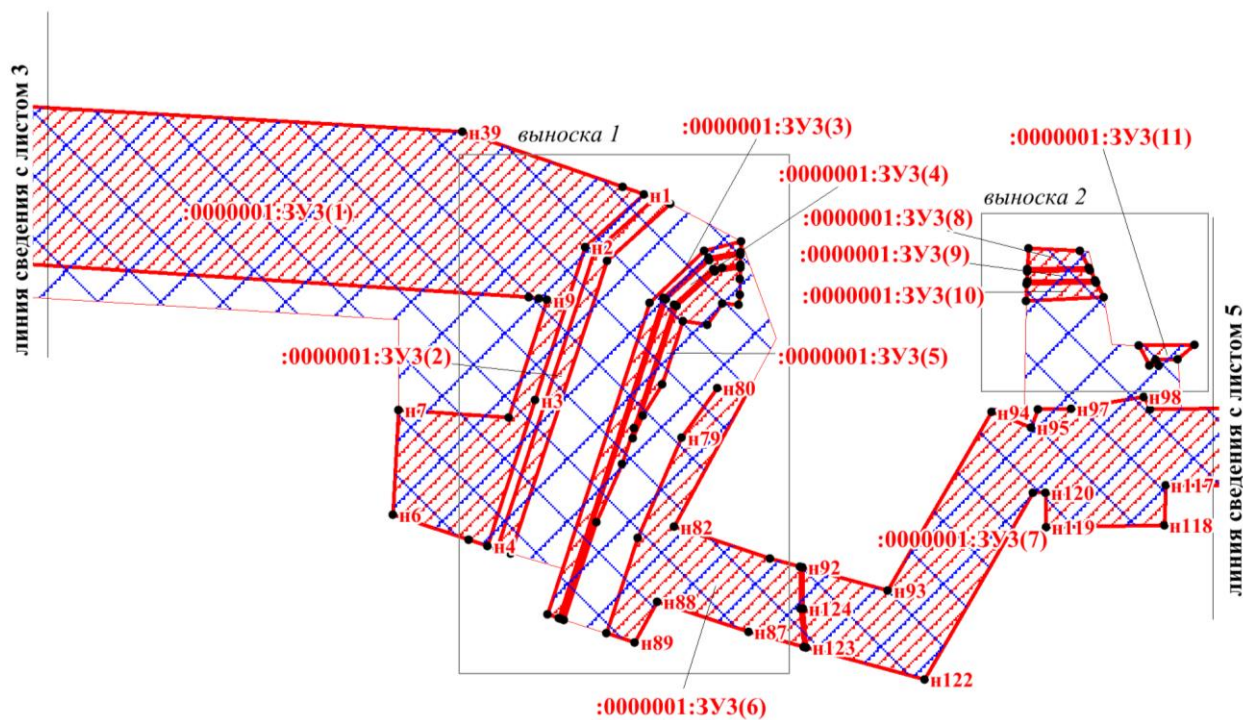 линия сведения с листом 3
н39
выноска 1
:0000001:ЗУ3(3)
:0000001:ЗУ3(11)
:0000001:ЗУ3(4)
н1
выноска 2
:0000001:ЗУ3(1)
:0000001:ЗУ3(8)
н2
:0000001:ЗУ3(9)
н9
:0000001:ЗУ3(10)
:0000001:ЗУ3(2)
:0000001:ЗУ3(5)
линия сведения с листом 5
н80
н3
н98
н7
н94
н97
н95
н79
н117
н120
н6
н82
н119
н118
:0000001:ЗУ3(7)
н4
н92
н93
н88
н124
н87
н89
н123
н122
:0000001:ЗУ3(6)